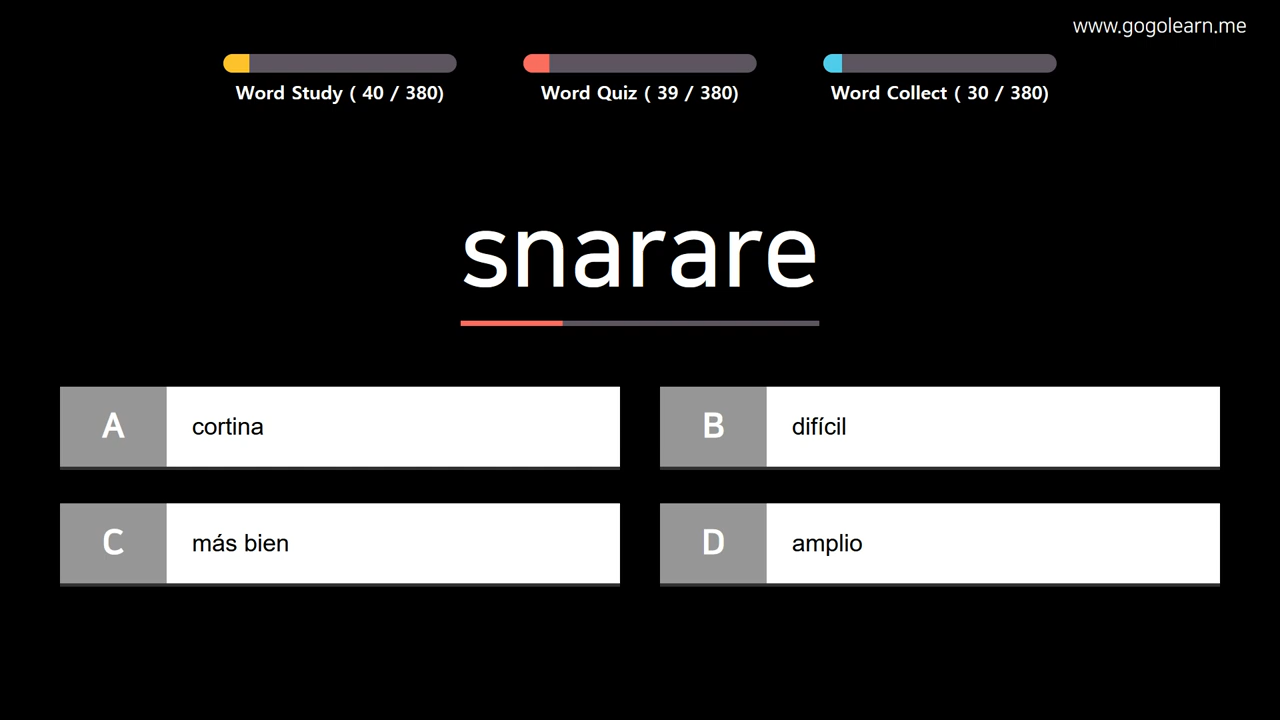 www.gogolearn.me
Word Study ( 40 / 380)
Word Quiz ( 39 / 380)
Word Collect ( 30 / 380)
snarare
A cortina
B difícil
C más bien
D amplio